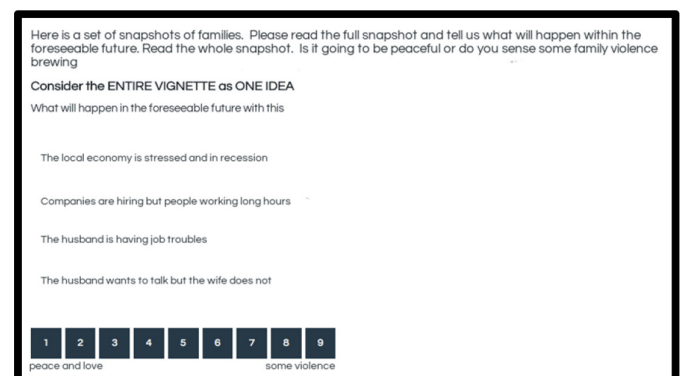 Here is a set of snapshots of families. Please read the full snapshot and tell us what will happen within the
foreseeable future. Read the whole snapshot. Is it going to be peaceful or do you sense some family violence
brewing
Consider the ENTIRE VIGNETTE as ONE IDEA
What will happen in the foreseeable future with this
The local economy is stressed and in recession
Companies are hiring but people working long hours
The husband is having job troubles
The husband wants to talk but the wife does not
1 2 3 4 5 6 7 8 9
peace and love some violence